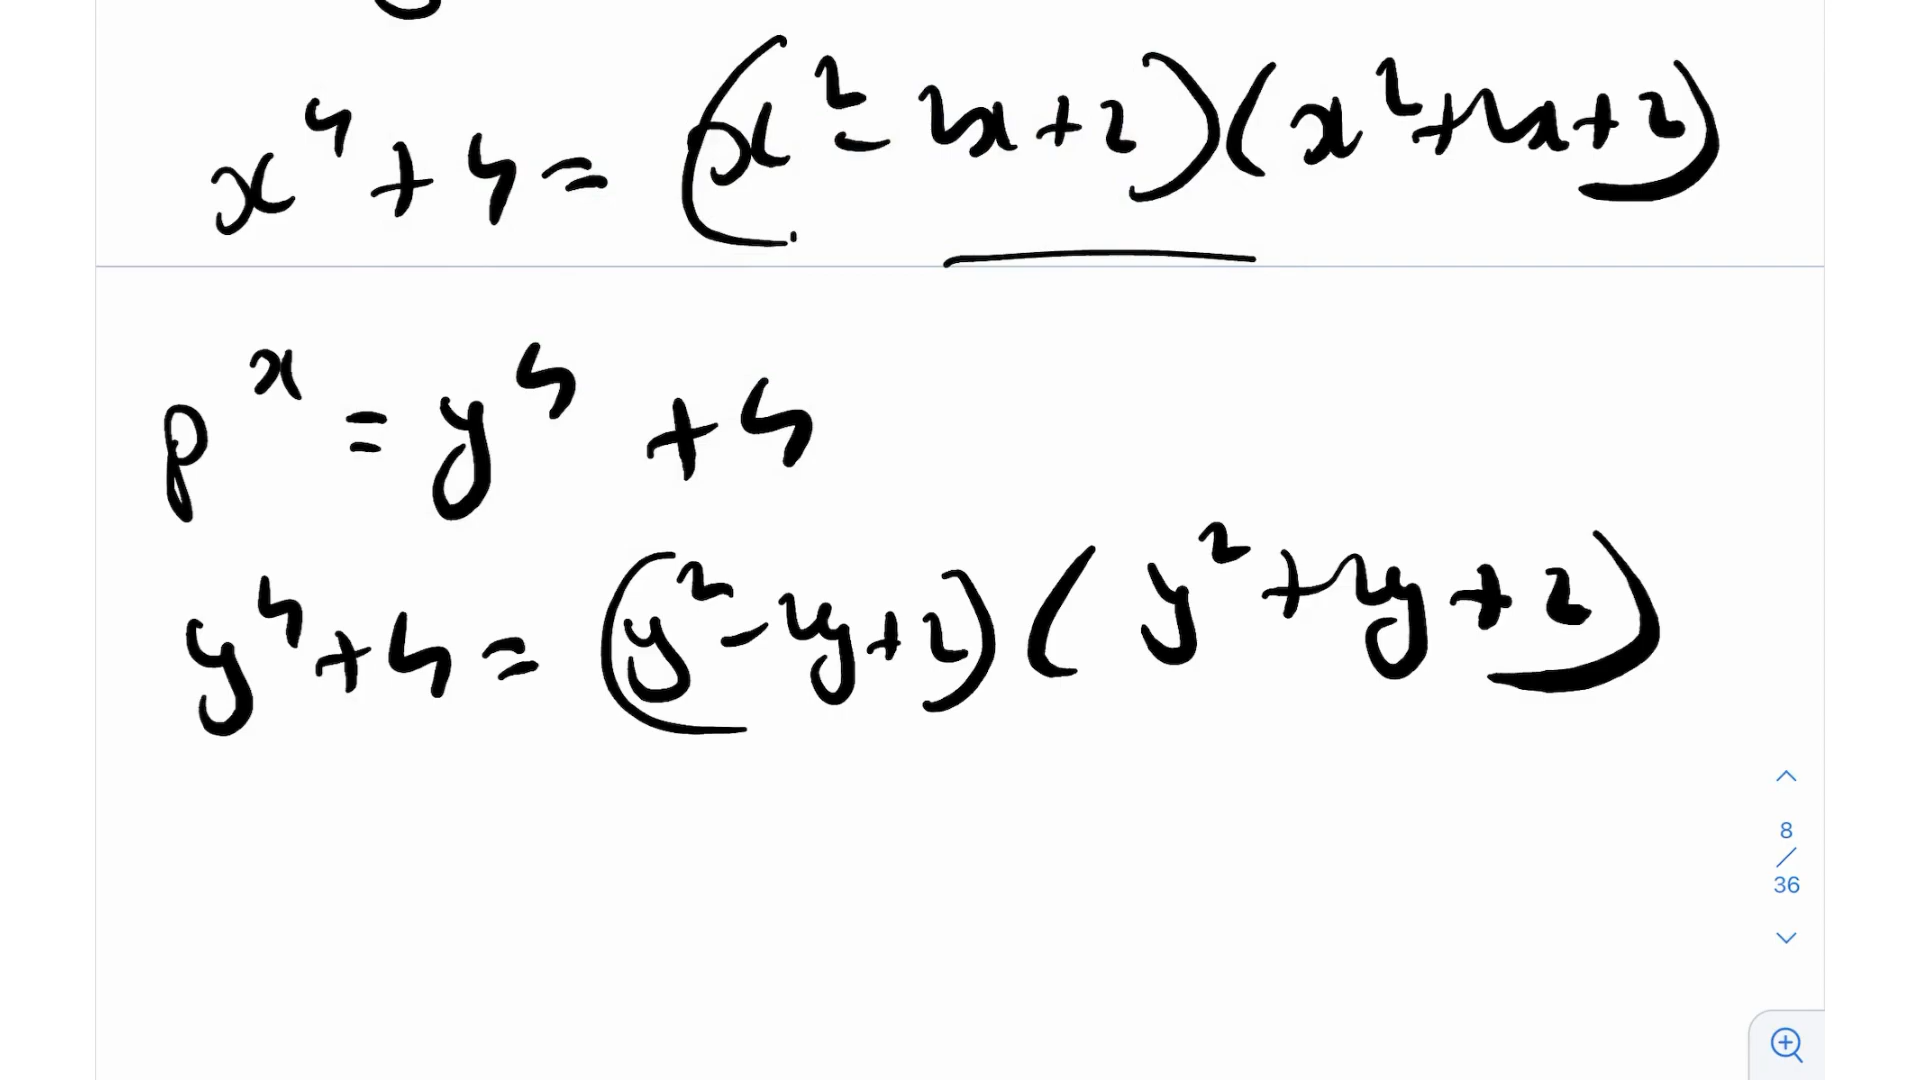 x⁴ + 4 = (x² - 2x + 2)(x² + 2x + 2)
p^x = y⁴ + 4
y⁴ + 4 = (y² - 2y + 2)(y² + 2y + 2)
8
/
36